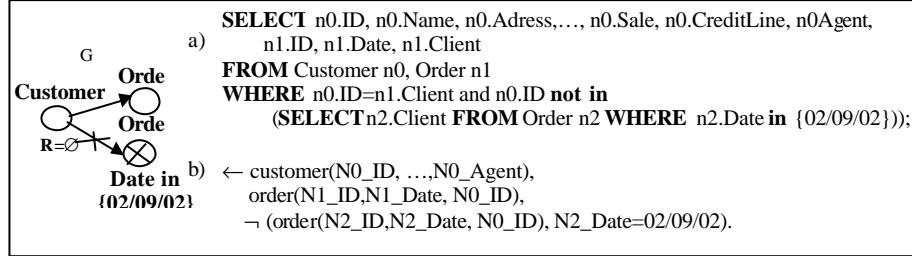 G
Customer
Orde
Orde
R=∅
Date in
{02/09/02}
a)
SELECT n0.ID, n0.Name, n0.Adress,…, n0.Sale, n0.CreditLine, n0Agent,
n1.ID, n1.Date, n1.Client
FROM Customer n0, Order n1
WHERE n0.ID=n1.Client and n0.ID not in
(SELECT n2.Client FROM Order n2 WHERE n2.Date in {02/09/02}));
b) ← customer(N0_ID, …,N0_Agent),
order(N1_ID,N1_Date, N0_ID),
¬ (order(N2_ID,N2_Date, N0_ID), N2_Date=02/09/02).